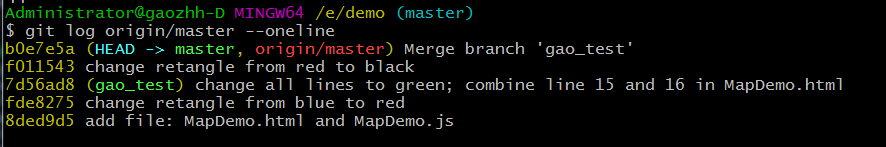 Administrator@gaozhh-D MINGW64 /e/demo (master)
$ git log origin/master --oneline
b0e7e5a (HEAD -> master, origin/master) Merge branch 'gao_test'
f011543 change retangle from red to black
7d56ad8 (gao_test) change all lines to green; combine line 15 and 16 in MapDemo.html
fde8275 change retangle from blue to red
8ded9d5 add file: MapDemo.html and MapDemo.js